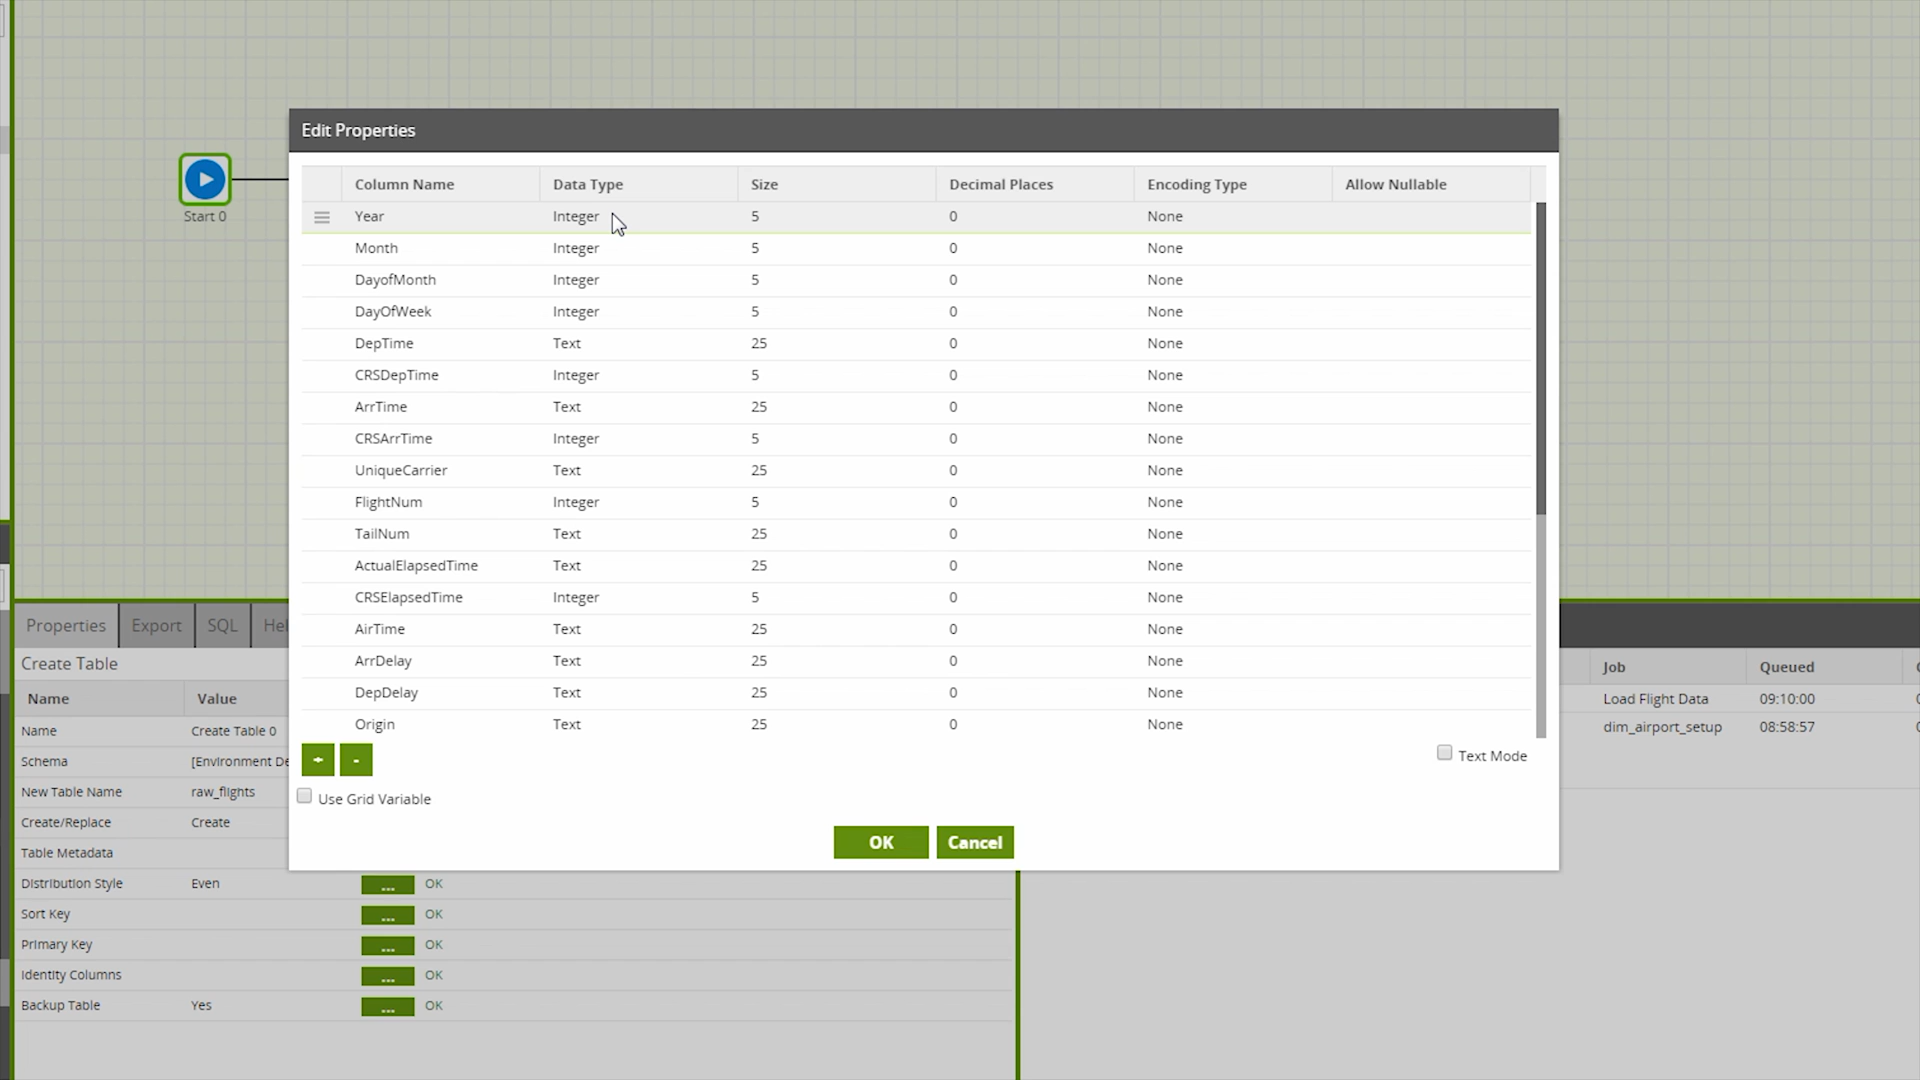 Edit Properties
Column Name Data Type Size Decimal Places Encoding Type Allow Nullable
Year Integer 5 0 None
Month Integer 5 0 None
DayofMonth Integer 5 0 None
DayOfWeek Integer 5 0 None
DepTime Text 25 0 None
CRSDepTime Integer 5 0 None
ArrTime Text 25 0 None
CRSArrTime Integer 5 0 None
UniqueCarrier Text 25 0 None
FlightNum Integer 5 0 None
TailNum Text 25 0 None
ActualElapsedTime Text 25 0 None
CRSElapsedTime Integer 5 0 None
AirTime Text 25 0 None
ArrDelay Text 25 0 None
DepDelay Text 25 0 None
Origin Text 25 0 None
+ -
Text Mode
Use Grid Variable
OK Cancel
Start 0
Properties Export SQL Hel
Create Table
Name Value
Name Create Table 0
Schema [Environment De
New Table Name raw_flights
Create/Replace Create
Table Metadata
Distribution Style Even ... OK
Sort Key ... OK
Primary Key ... OK
Identity Columns ... OK
Backup Table Yes ... OK
Job Queued
Load Flight Data 09:10:00
dim_airport_setup 08:58:57